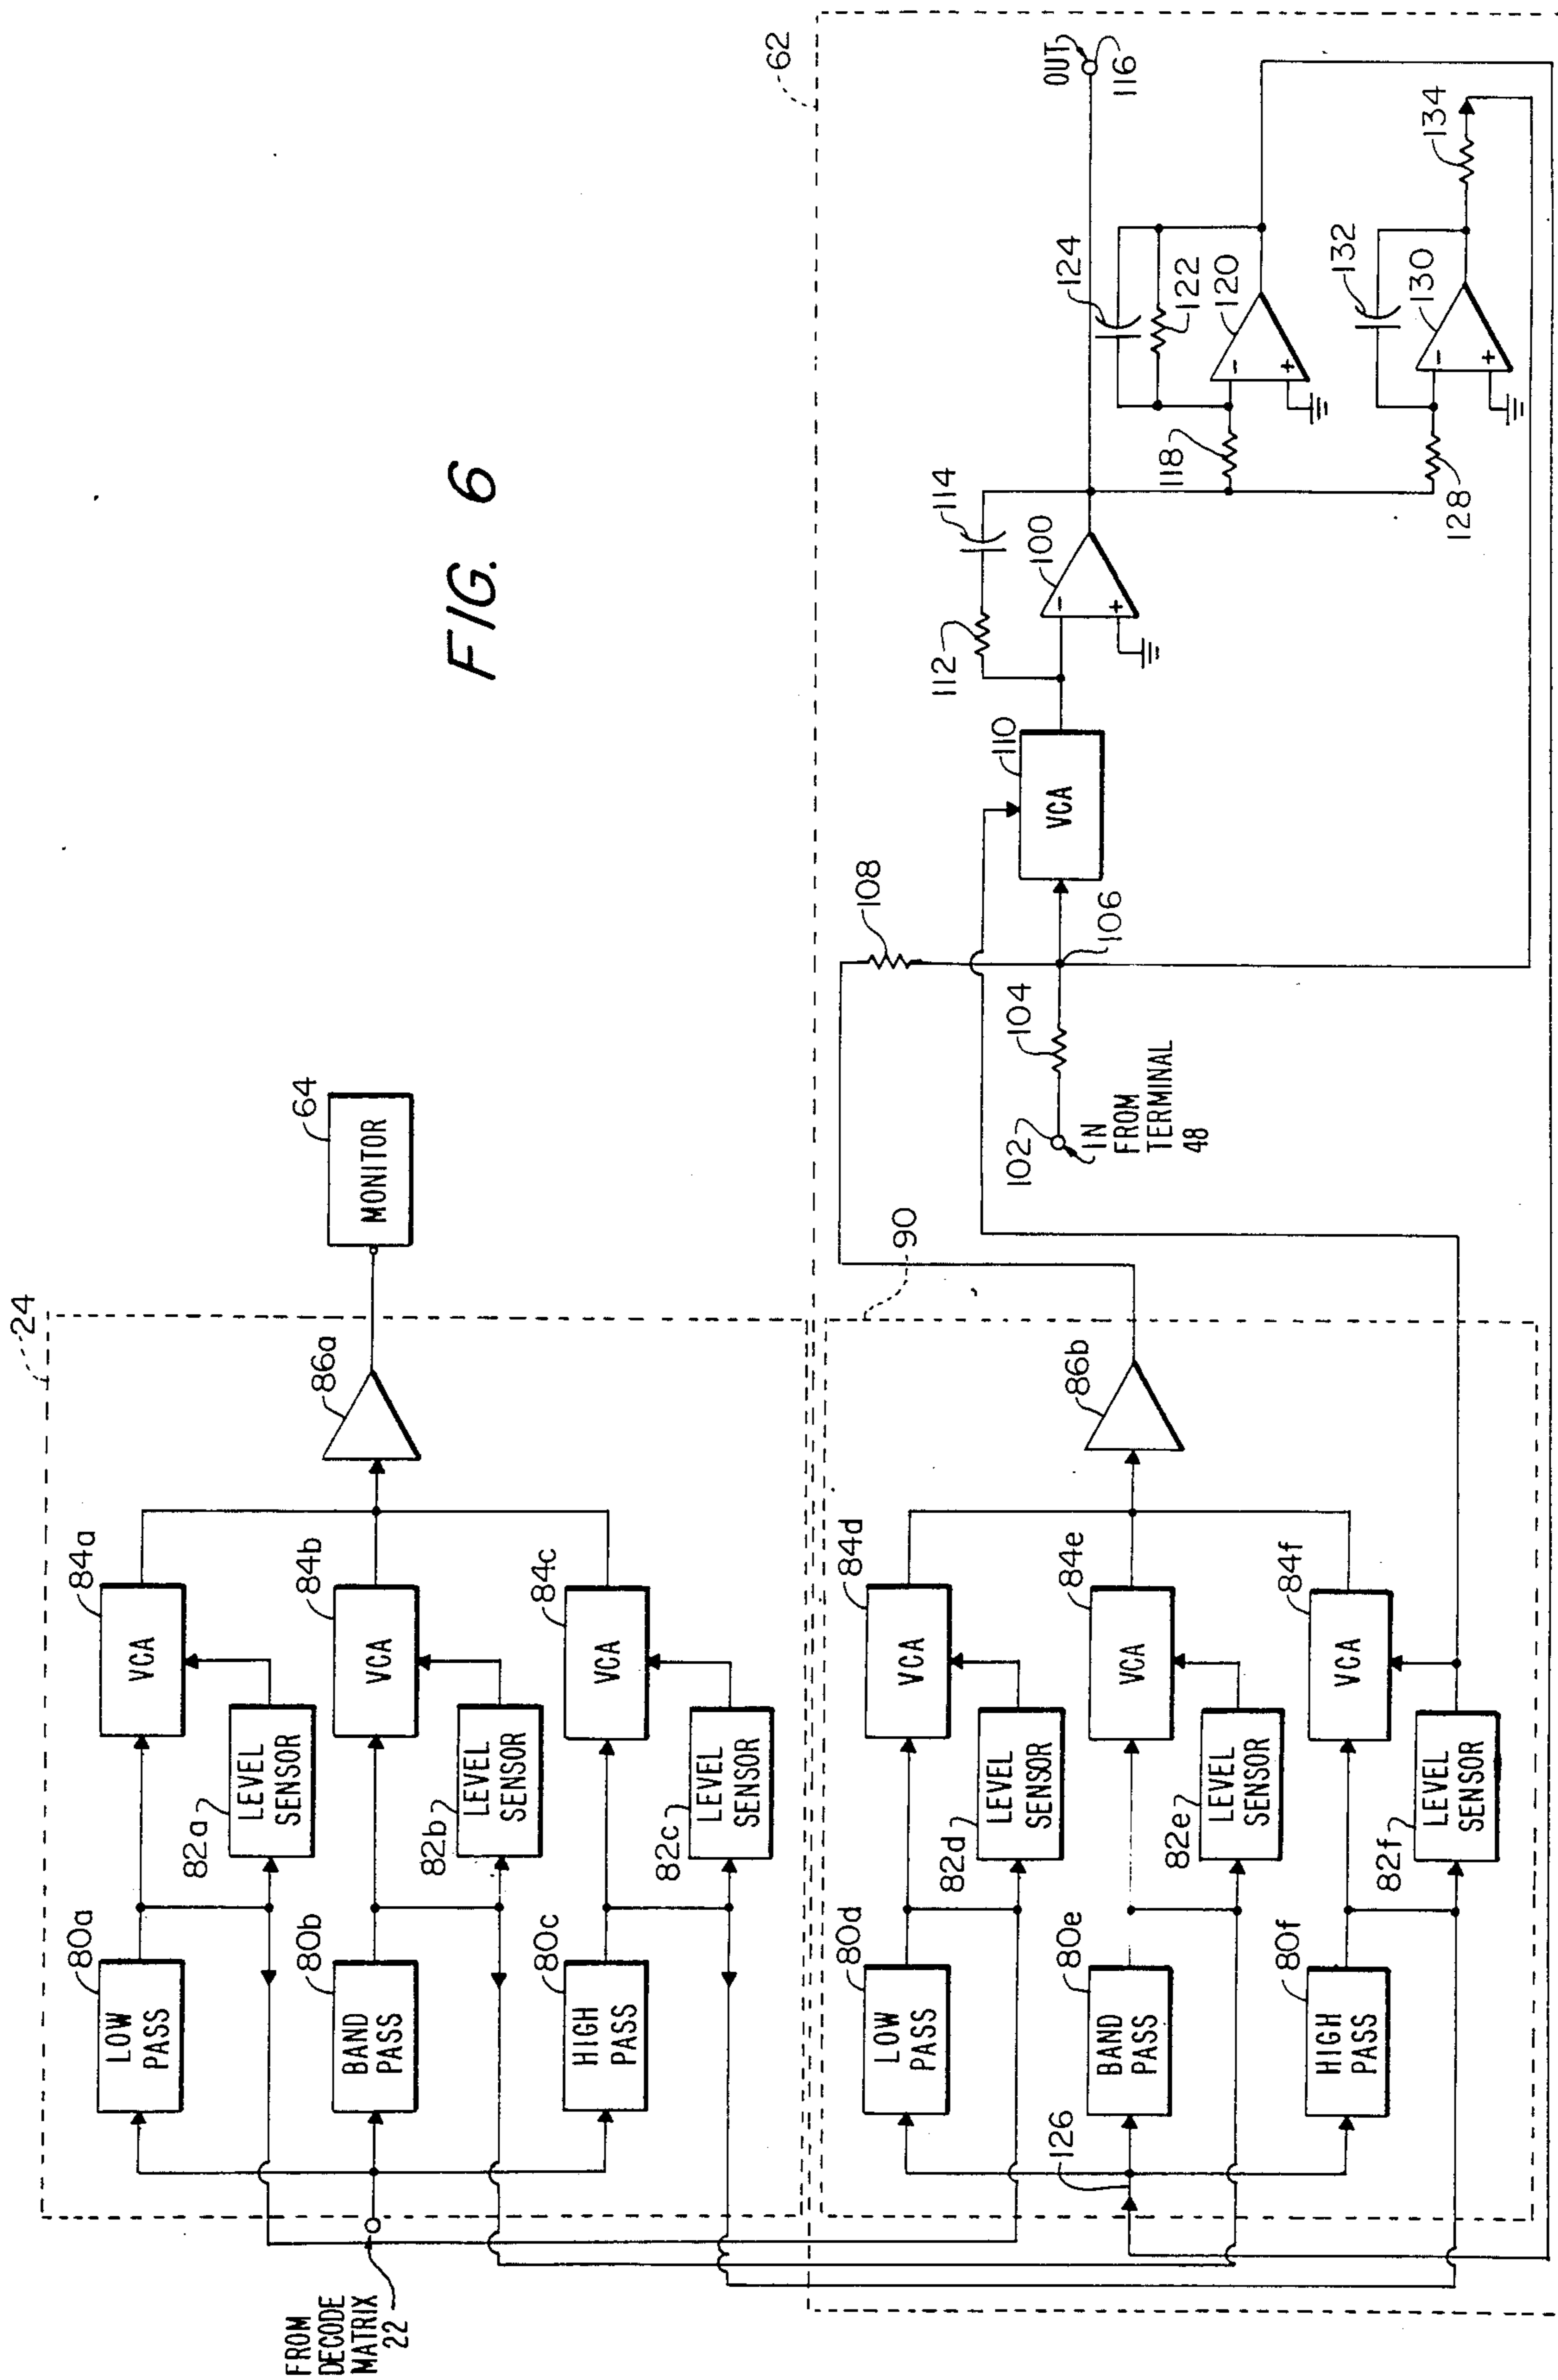 FIG. 6
24
FROM
DECODE
MATRIX
22
80a
LOW
PASS
82a
LEVEL
SENSOR
84a
VCA
80b
BAND
PASS
82b
LEVEL
SENSOR
84b
VCA
80c
HIGH
PASS
82c
LEVEL
SENSOR
84c
VCA
86a
64
MONITOR
62
90
126
80d
LOW
PASS
82d
LEVEL
SENSOR
84d
VCA
80e
BAND
PASS
82e
LEVEL
SENSOR
84e
VCA
80f
HIGH
PASS
82f
LEVEL
SENSOR
84f
VCA
86b
102
IN
FROM
TERMINAL
48
104
106
108
110
VCA
112
114
100
-
+
OUT
116
118
124
122
120
-
+
128
132
130
-
+
134